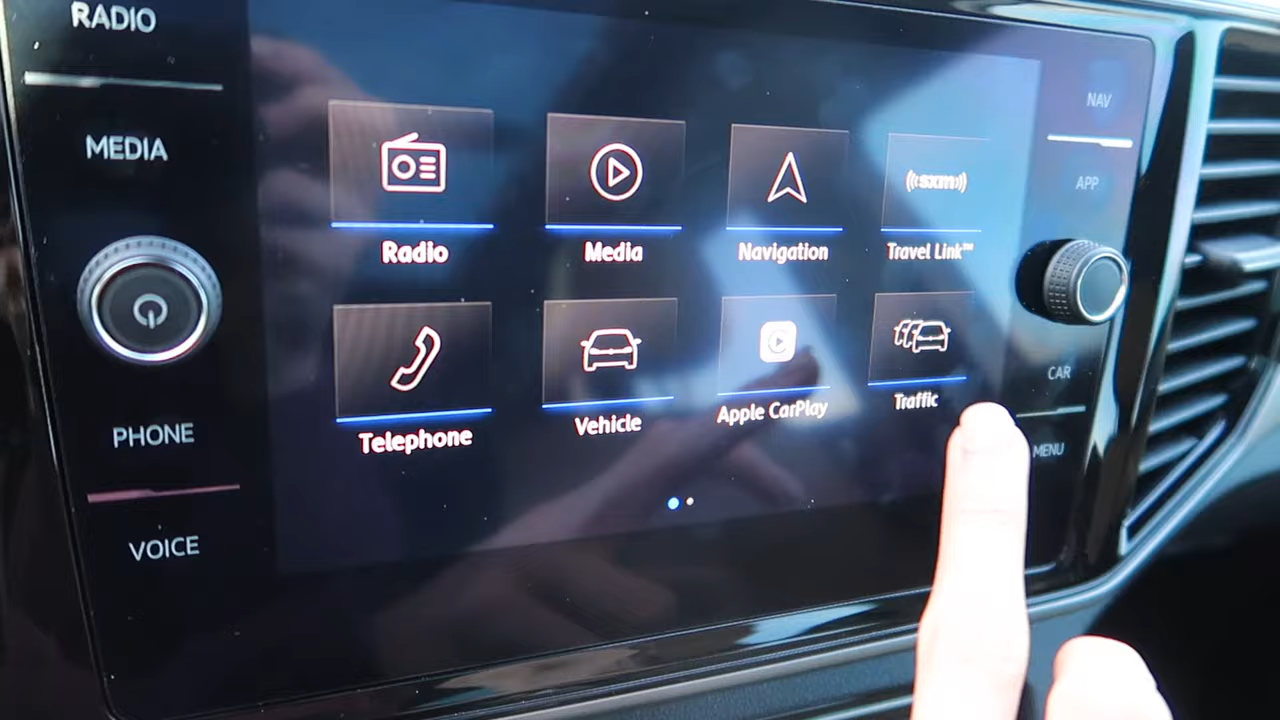 RADIO
MEDIA
PHONE
VOICE
Radio
Media
Navigation
((sxm))
Travel Link™
Telephone
Vehicle
Apple CarPlay
Traffic
NAV
APP
CAR
MENU